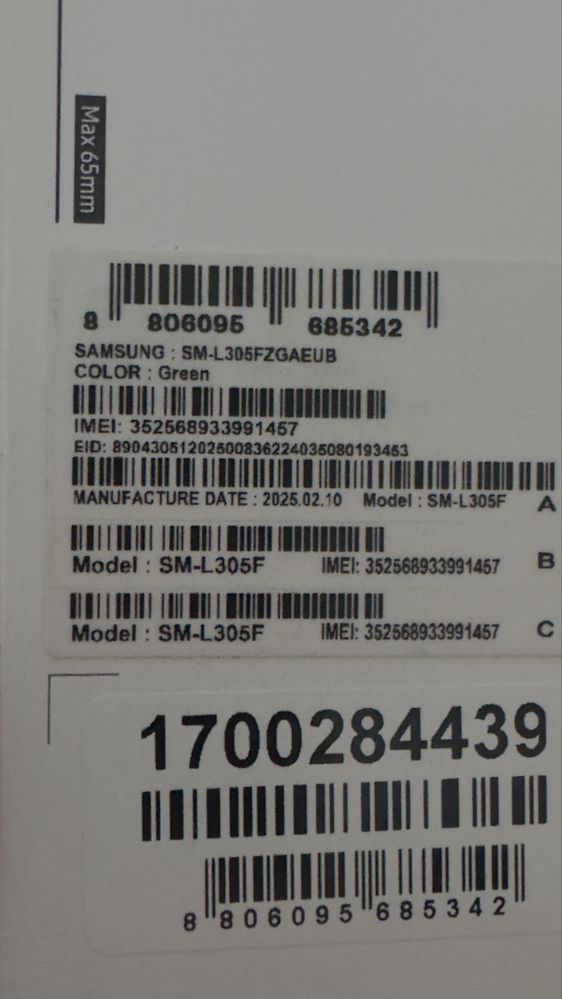 Max 65mm
8 806095 685342
SAMSUNG : SM-L305FZGAEUB
COLOR : Green
IMEI: 352568933991457
EID: 89043051202500836224035080193453
MANUFACTURE DATE : 2025.02.10 Model : SM-L305F A
Model : SM-L305F IMEI: 352568933991457 B
Model : SM-L305F IMEI: 352568933991457 C
1700284439
8 806095 685342